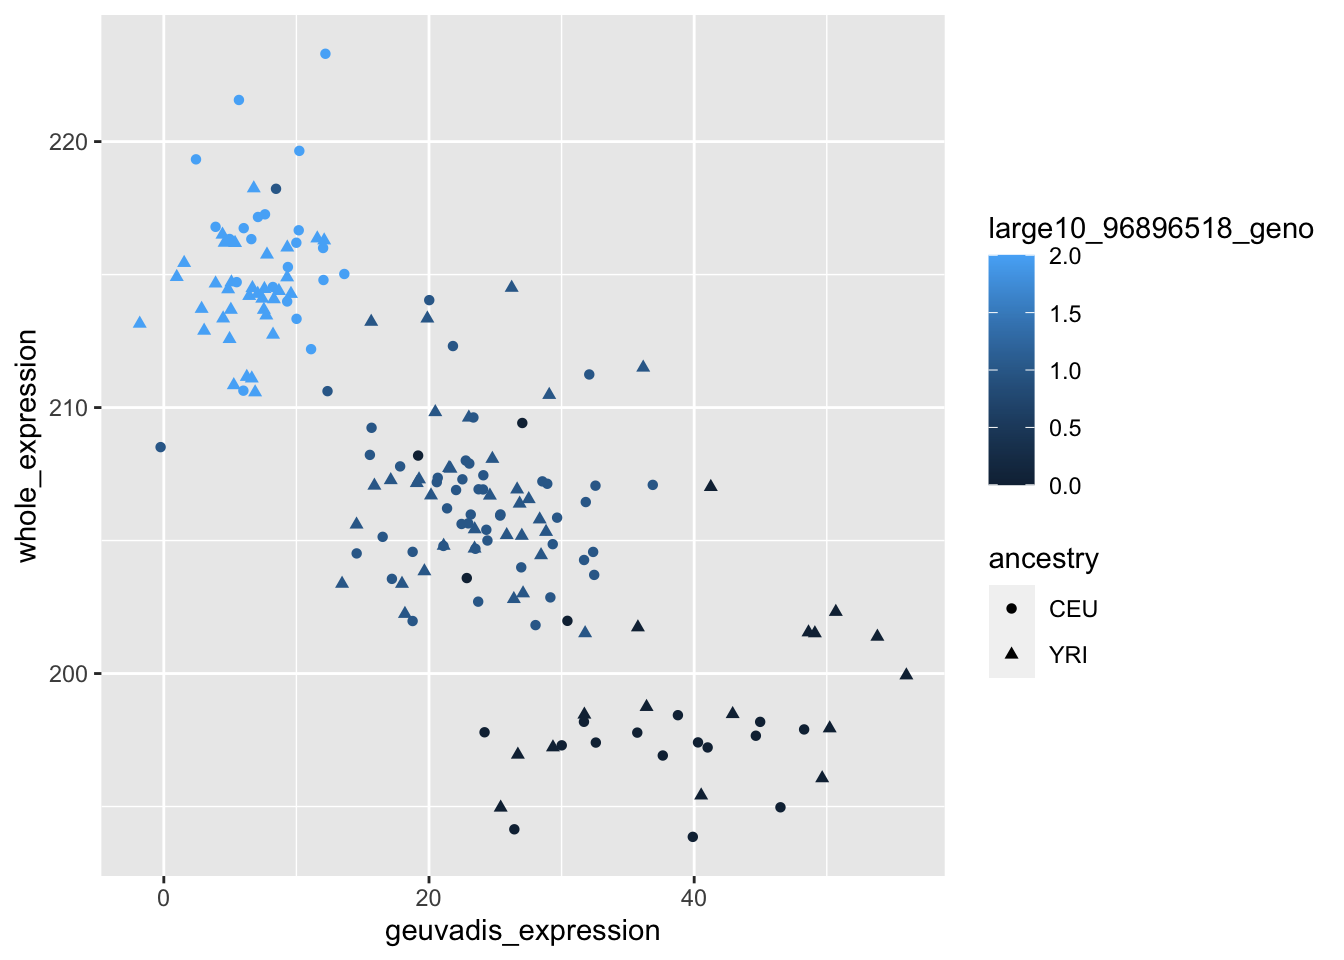 220
210
200
whole_expression
0 20 40
geuvadis_expression
large10_96896518_geno
2.0
1.5
1.0
0.5
0.0
ancestry
CEU
YRI